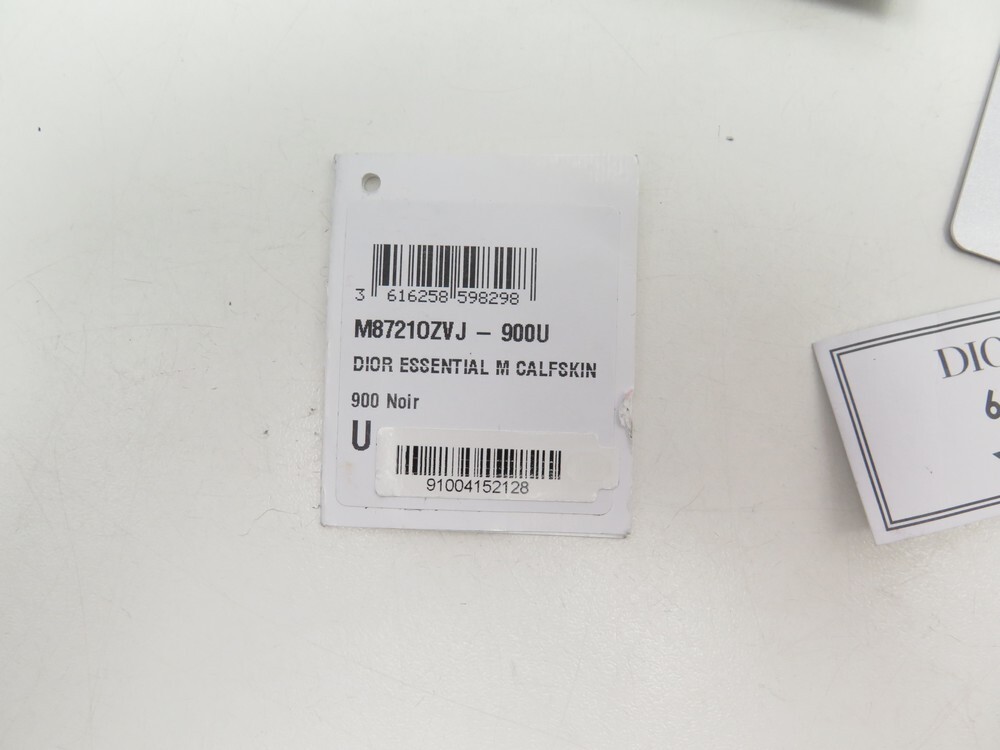 3 616258 598298
M8721OZVJ – 900U
DIOR ESSENTIAL M CALFSKIN
900 Noir
U
91004152128
DIO
6